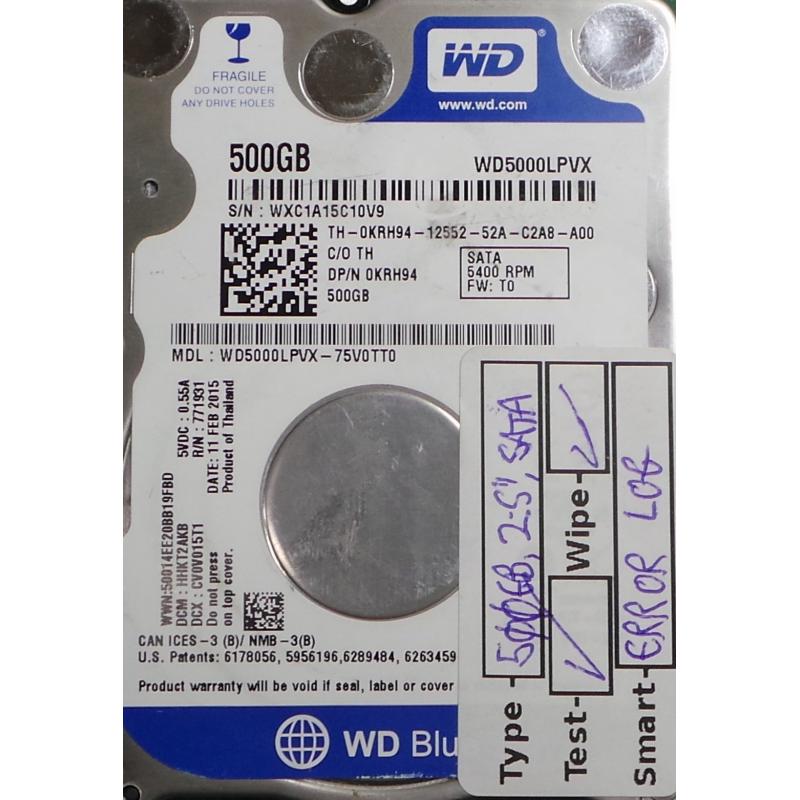 FRAGILE
DO NOT COVER
ANY DRIVE HOLES
WD
www.wd.com
500GB
WD5000LPVX
S/N : WXC1A15C10V9
TH-0KRH94-12552-52A-C2A8-A00
C/O TH
DP/N 0KRH94
500GB
SATA
5400 RPM
FW: T0
MDL : WD5000LPVX-75V0TT0
5VDC : 0.55A
R/N : 771931
DATE: 11 FEB 2015
Product of Thailand
WWN:50014EE20BB19FBD
DCM : HHKT2AKB
DCX : CV0V015T1
Do not press
on top cover.
CAN ICES-3 (B)/ NMB-3(B)
U.S. Patents: 6178056, 5956196,6289484, 6263459
Product warranty will be void if seal, label or cover
WD Blu
Type - 500GB, 2.5", SATA
Test- Wipe-
Smart- ERROR LOG